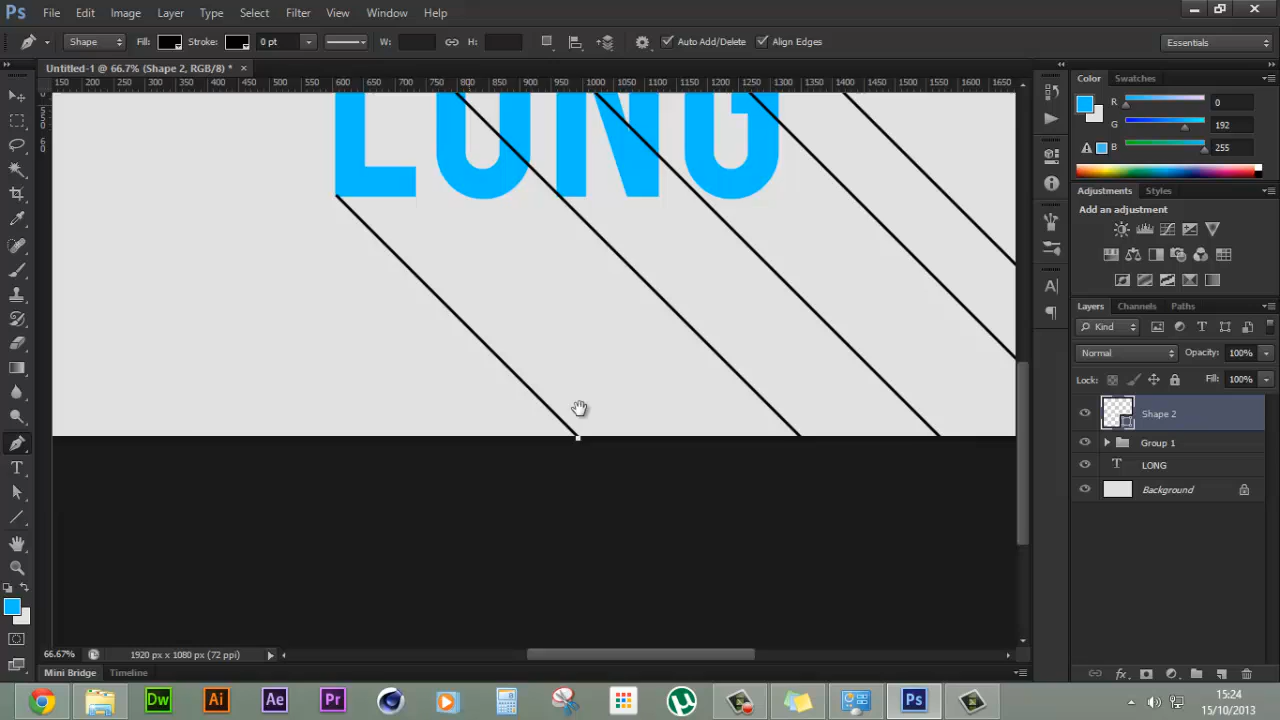 Ps File Edit Image Layer Type Select Filter View Window Help
Shape Fill: Stroke: 0 pt W: H: Auto Add/Delete Align Edges Essentials
Untitled-1 @ 66.7% (Shape 2, RGB/8) * ×
150 200 250 300 350 400 450 500 550 600 650 700 750 800 850 900 950 1000 1050 1100 1150 1200 1250 1300 1350 1400 1450 1500 1550 1600 1650
LONG
Color Swatches
R 0
G 192
B 255
Adjustments Styles
Add an adjustment
Layers Channels Paths
Kind
Normal Opacity: 100%
Lock: Fill: 100%
Shape 2
Group 1
T LONG
Background
66.67% 1920 px x 1080 px (72 ppi)
Mini Bridge Timeline
Dw Ai Ae Pr Ps
15:24
15/10/2013